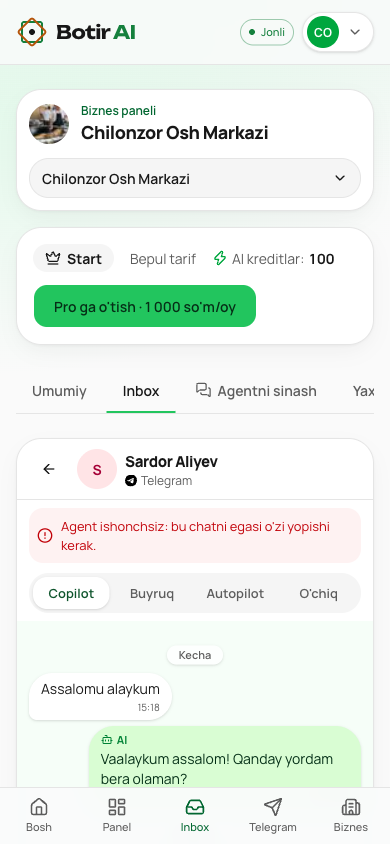 Botir AI
Jonli
CO
Biznes paneli
Chilonzor Osh Markazi
Chilonzor Osh Markazi
Start
Bepul tarif
AI kreditlar: 100
Pro ga o'tish · 1 000 so'm/oy
Umumiy
Inbox
Agentni sinash
Yax
S
Sardor Aliyev
Telegram
Agent ishonchsiz: bu chatni egasi o'zi yopishi
kerak.
Copilot
Buyruq
Autopilot
O'chiq
Kecha
Assalomu alaykum
15:18
AI
Vaalaykum assalom! Qanday yordam
bera olaman?
Bosh
Panel
Inbox
Telegram
Biznes